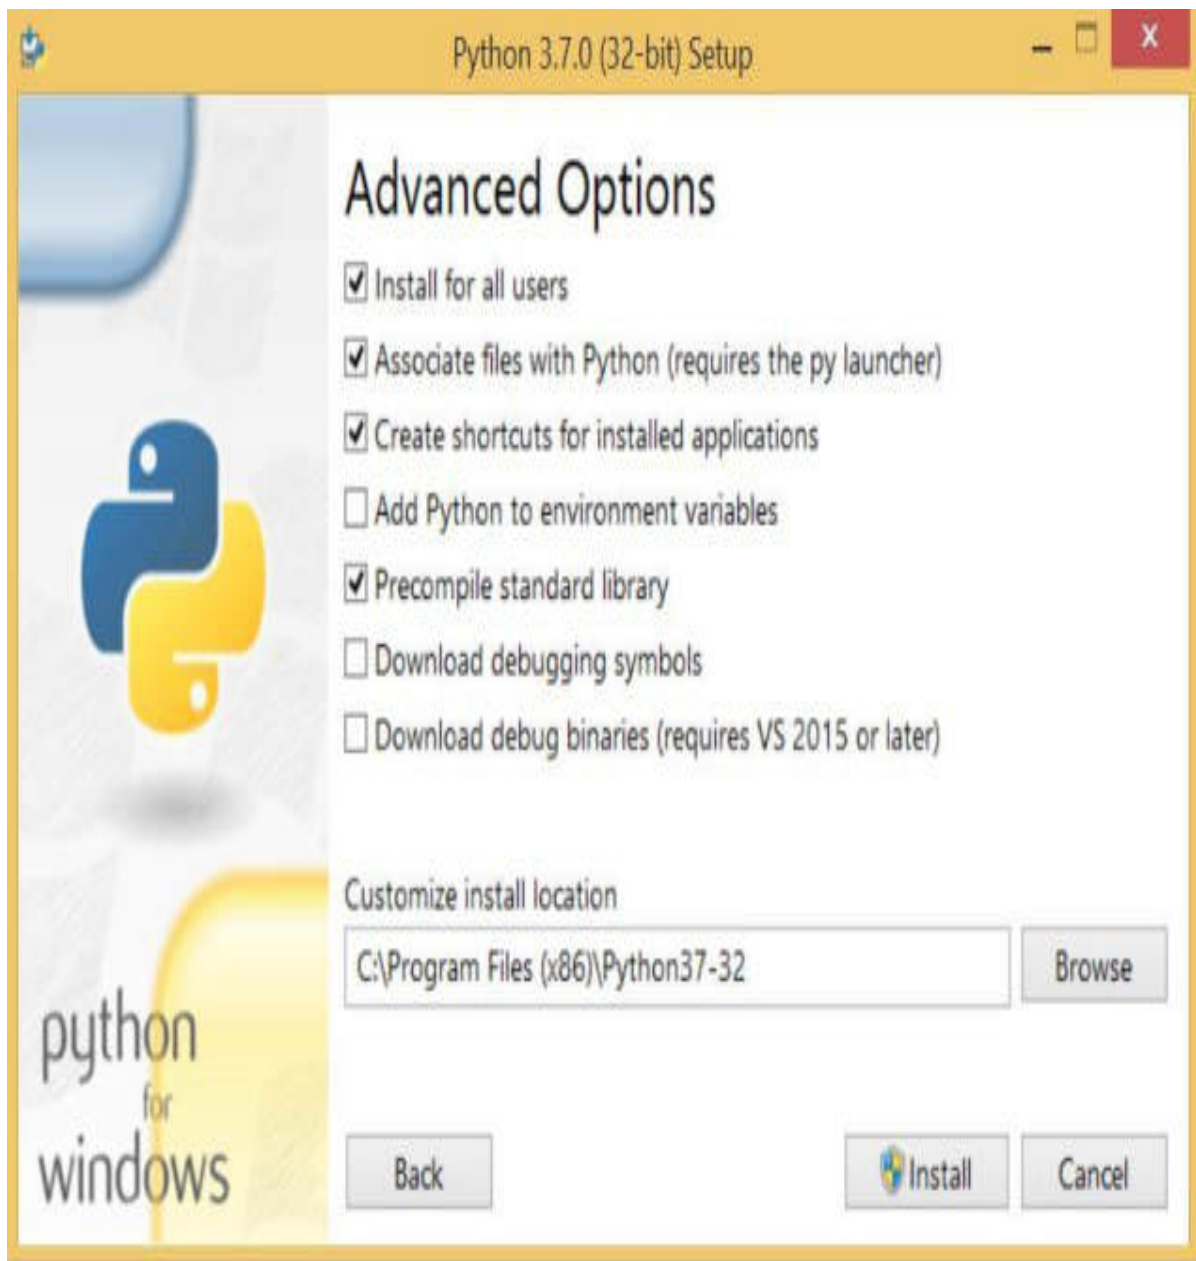 Python 3.7.0 (32-bit) Setup
Advanced Options
Install for all users
Associate files with Python (requires the py launcher)
Create shortcuts for installed applications
Add Python to environment variables
Precompile standard library
Download debugging symbols
Download debug binaries (requires VS 2015 or later)
Customize install location
C:\Program Files (x86)\Python37-32
Browse
python
for
windows
Back
Install
Cancel